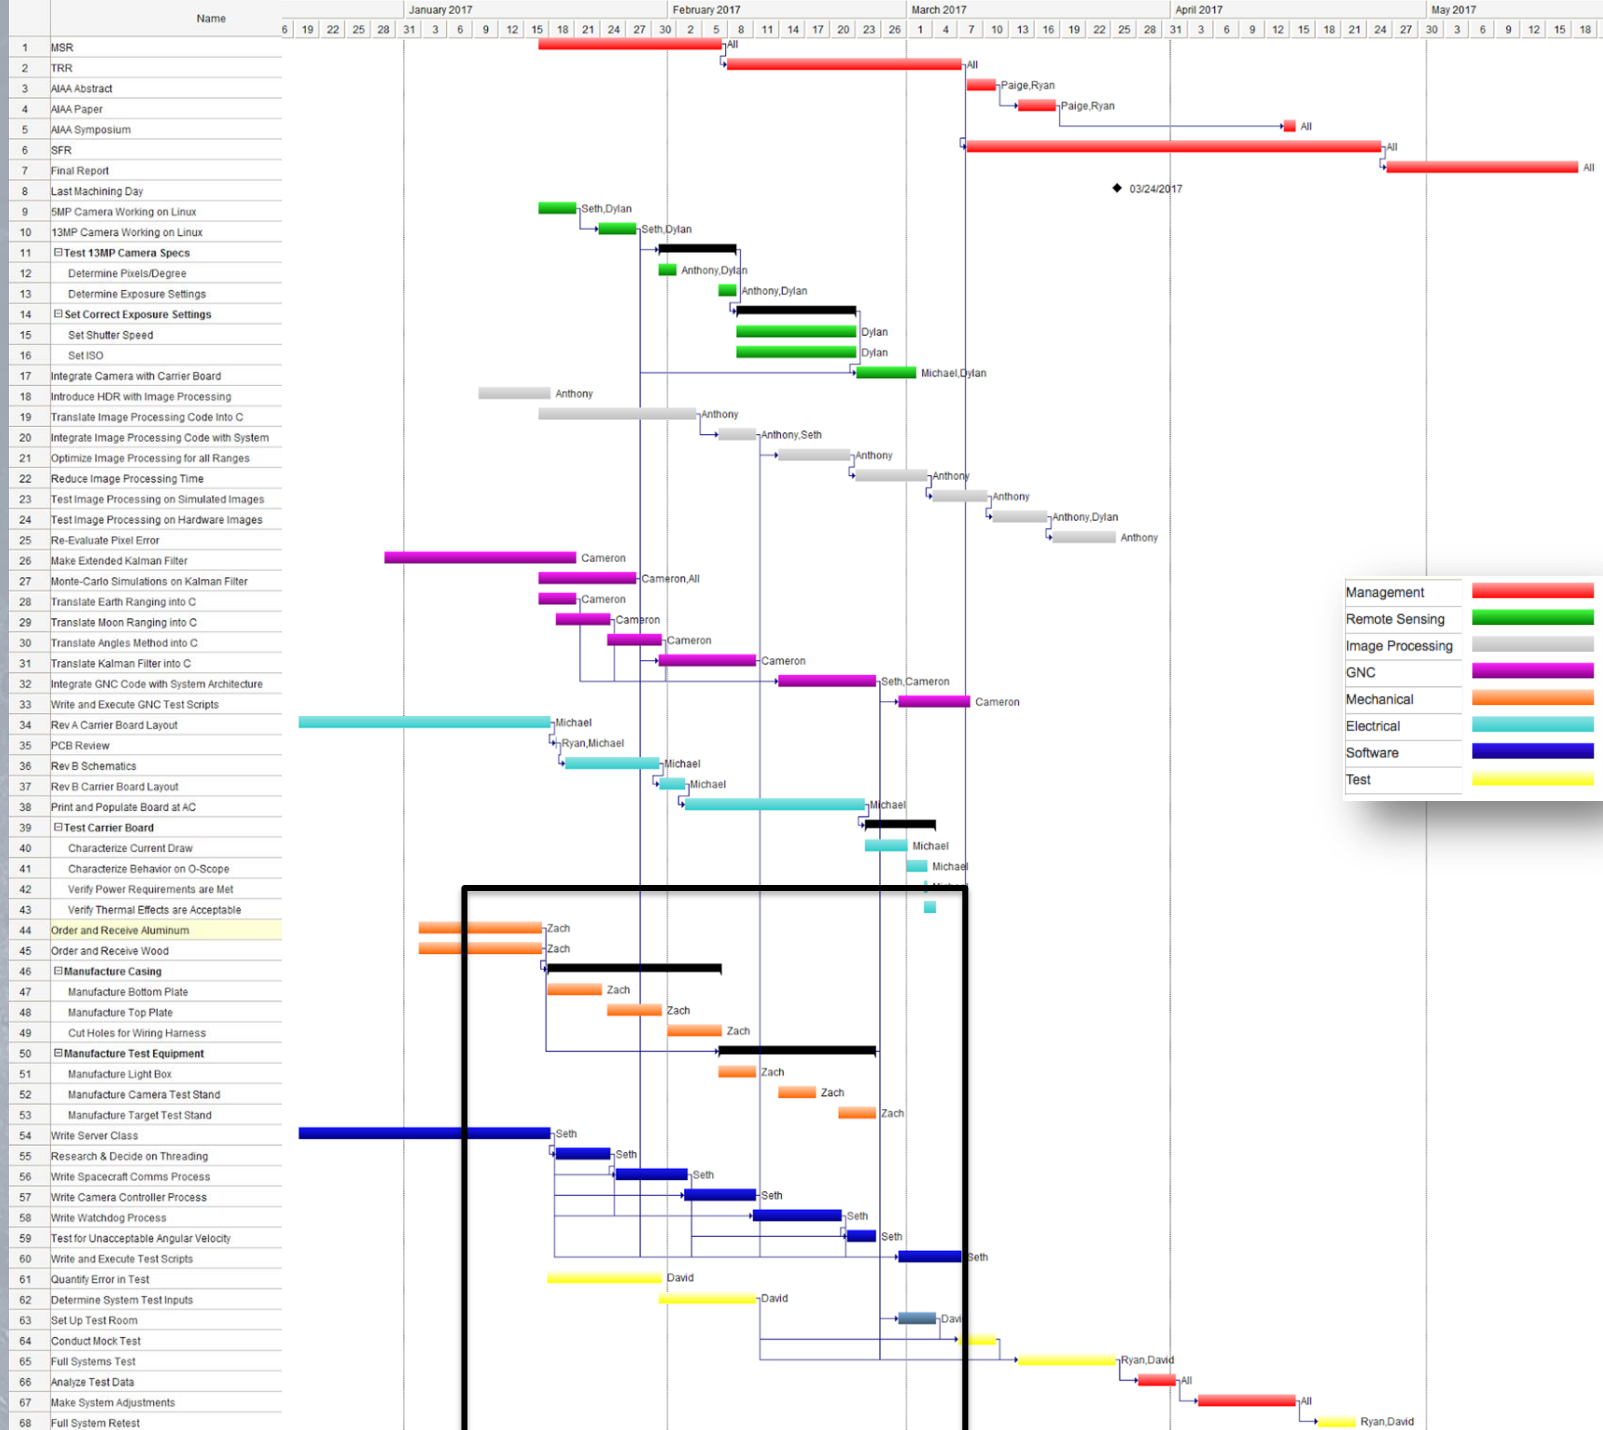 Name
January 2017 February 2017 March 2017 April 2017 May 2017
6 19 22 25 28 31 3 6 9 12 15 18 21 24 27 30 2 5 8 11 14 17 20 23 26 1 4 7 10 13 16 19 22 25 28 31 3 6 9 12 15 18 21 24 27 30 3 6 9 12 15 18
1 MSR All
2 TRR All
3 AIAA Abstract Paige,Ryan
4 AIAA Paper Paige,Ryan
5 AIAA Symposium All
6 SFR All
7 Final Report All
8 Last Machining Day 03/24/2017
9 5MP Camera Working on Linux Seth,Dylan
10 13MP Camera Working on Linux Seth,Dylan
11 Test 13MP Camera Specs
12 Determine Pixels/Degree Anthony,Dylan
13 Determine Exposure Settings Anthony,Dylan
14 Set Correct Exposure Settings
15 Set Shutter Speed Dylan
16 Set ISO Dylan
17 Integrate Camera with Carrier Board Michael,Dylan
18 Introduce HDR with Image Processing Anthony
19 Translate Image Processing Code Into C Anthony
20 Integrate Image Processing Code with System Anthony,Seth
21 Optimize Image Processing for all Ranges Anthony
22 Reduce Image Processing Time Anthony
23 Test Image Processing on Simulated Images Anthony
24 Test Image Processing on Hardware Images Anthony,Dylan
25 Re-Evaluate Pixel Error Anthony
26 Make Extended Kalman Filter Cameron
27 Monte-Carlo Simulations on Kalman Filter Cameron,All
28 Translate Earth Ranging into C Cameron
29 Translate Moon Ranging into C Cameron
30 Translate Angles Method into C Cameron
31 Translate Kalman Filter into C Cameron
32 Integrate GNC Code with System Architecture Seth,Cameron
33 Write and Execute GNC Test Scripts Cameron
34 Rev A Carrier Board Layout Michael
35 PCB Review Ryan,Michael
36 Rev B Schematics Michael
37 Rev B Carrier Board Layout Michael
38 Print and Populate Board at AC Michael
39 Test Carrier Board
40 Characterize Current Draw Michael
41 Characterize Behavior on O-Scope Michael
42 Verify Power Requirements are Met
43 Verify Thermal Effects are Acceptable
44 Order and Receive Aluminum Zach
45 Order and Receive Wood Zach
46 Manufacture Casing
47 Manufacture Bottom Plate Zach
48 Manufacture Top Plate Zach
49 Cut Holes for Wiring Harness Zach
50 Manufacture Test Equipment
51 Manufacture Light Box Zach
52 Manufacture Camera Test Stand Zach
53 Manufacture Target Test Stand Zach
54 Write Server Class Seth
55 Research & Decide on Threading Seth
56 Write Spacecraft Comms Process Seth
57 Write Camera Controller Process Seth
58 Write Watchdog Process Seth
59 Test for Unacceptable Angular Velocity Seth
60 Write and Execute Test Scripts Seth
61 Quantify Error in Test David
62 Determine System Test Inputs David
63 Set Up Test Room Davi
64 Conduct Mock Test
65 Full Systems Test Ryan,David
66 Analyze Test Data All
67 Make System Adjustments All
68 Full System Retest Ryan,David
Management
Remote Sensing
Image Processing
GNC
Mechanical
Electrical
Software
Test